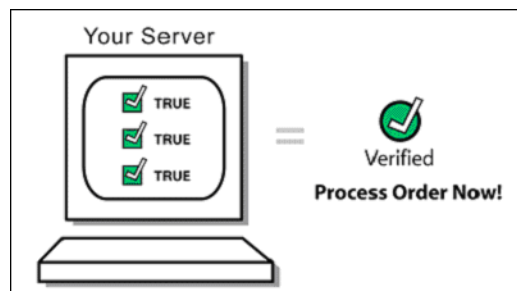 Your Server
TRUE
TRUE
TRUE
Verified
Process Order Now!